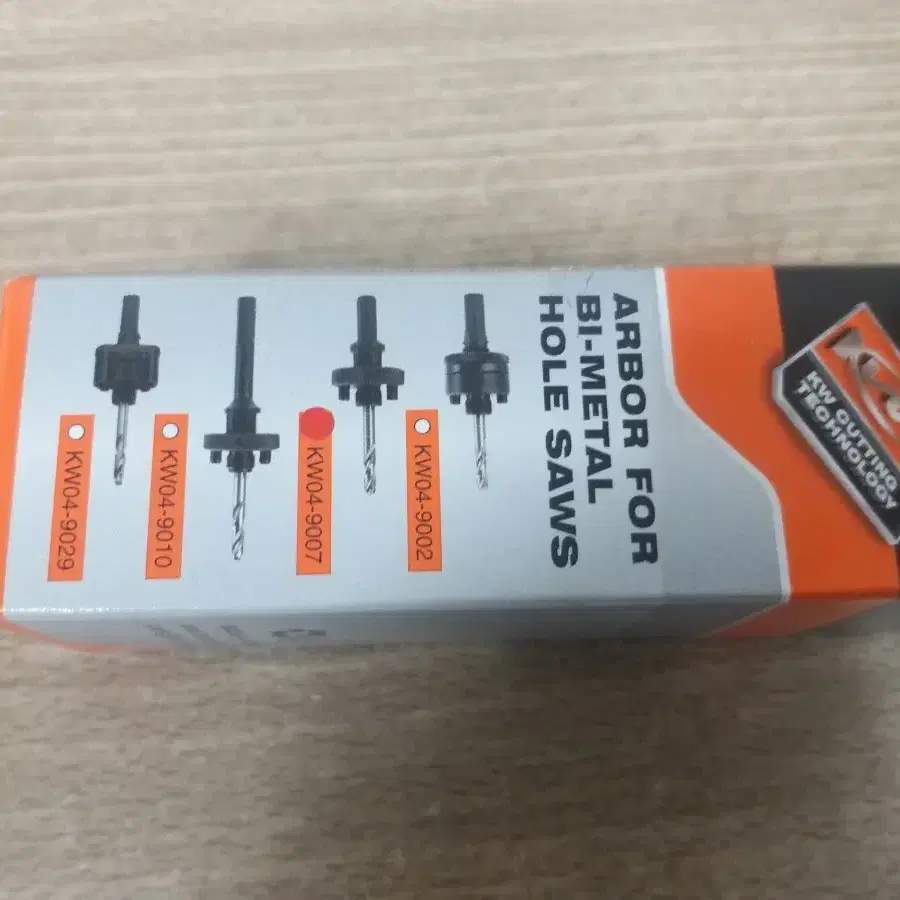 ARBOR FOR
BI-METAL
HOLE SAWS
KW04-9002
KW04-9007
KW04-9010
KW04-9029
KW CUTTING
TECHNOLOGY